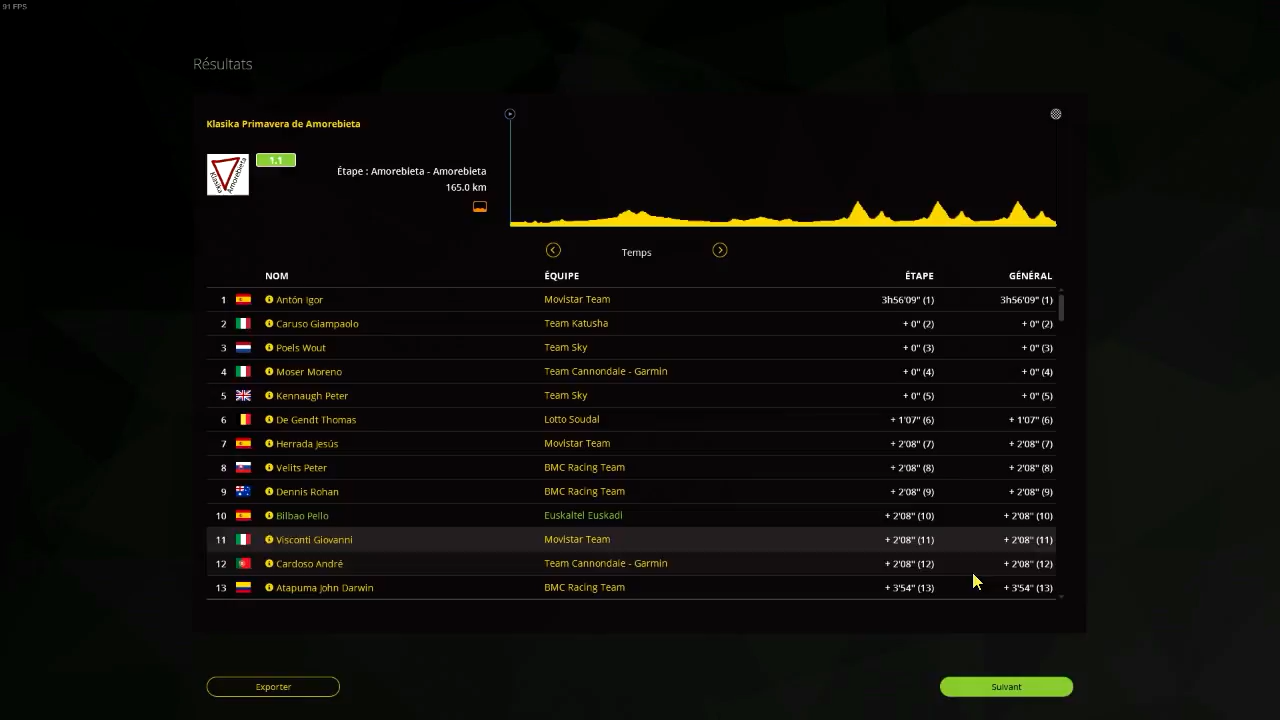 91 FPS
Résultats
Klasika Primavera de Amorebieta
Klasika Amorebieta
1.1
Étape : Amorebieta - Amorebieta
165.0 km
Temps
NOM ÉQUIPE ÉTAPE GÉNÉRAL
1 Antón Igor Movistar Team 3h56'09" (1) 3h56'09" (1)
2 Caruso Giampaolo Team Katusha + 0" (2) + 0" (2)
3 Poels Wout Team Sky + 0" (3) + 0" (3)
4 Moser Moreno Team Cannondale - Garmin + 0" (4) + 0" (4)
5 Kennaugh Peter Team Sky + 0" (5) + 0" (5)
6 De Gendt Thomas Lotto Soudal + 1'07" (6) + 1'07" (6)
7 Herrada Jesús Movistar Team + 2'08" (7) + 2'08" (7)
8 Velits Peter BMC Racing Team + 2'08" (8) + 2'08" (8)
9 Dennis Rohan BMC Racing Team + 2'08" (9) + 2'08" (9)
10 Bilbao Pello Euskaltel Euskadi + 2'08" (10) + 2'08" (10)
11 Visconti Giovanni Movistar Team + 2'08" (11) + 2'08" (11)
12 Cardoso André Team Cannondale - Garmin + 2'08" (12) + 2'08" (12)
13 Atapuma John Darwin BMC Racing Team + 3'54" (13) + 3'54" (13)
Exporter Suivant